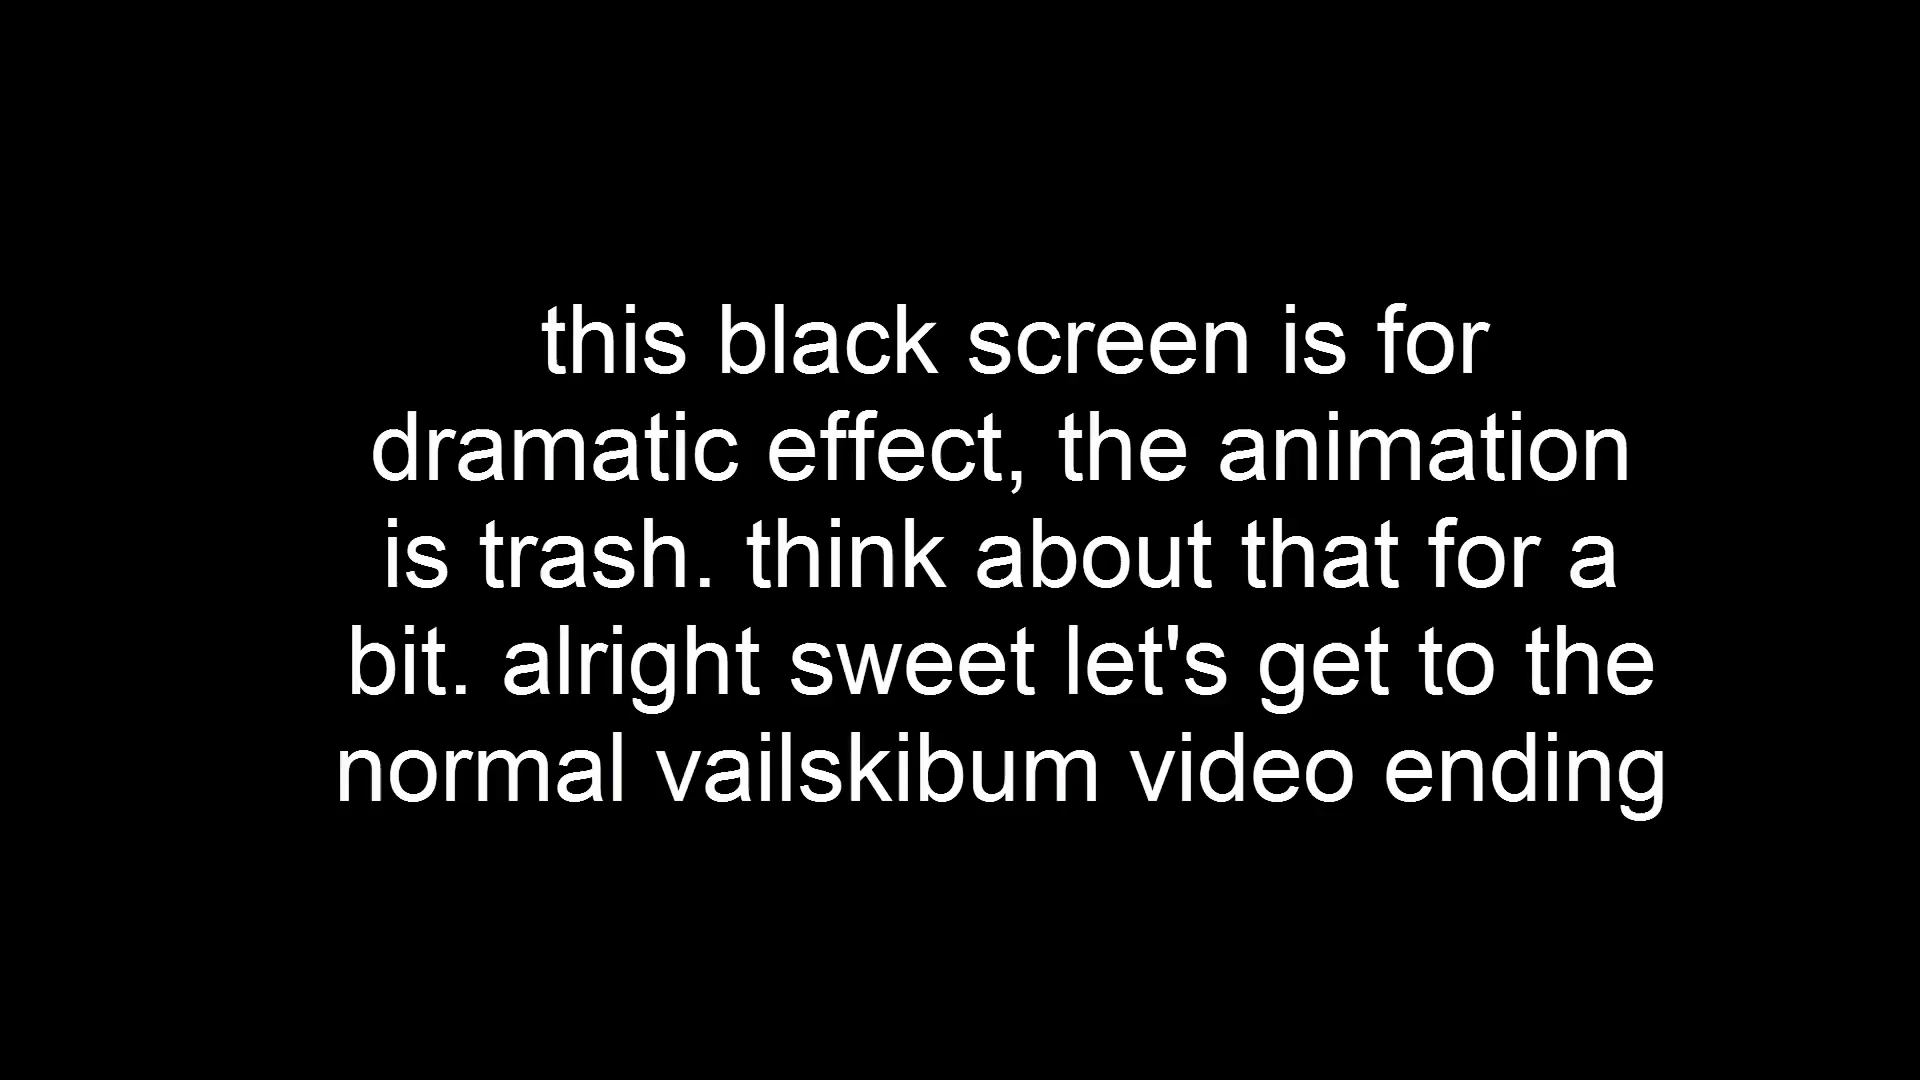 this black screen is for
dramatic effect, the animation
is trash. think about that for a
bit. alright sweet let's get to the
normal vailskibum video ending